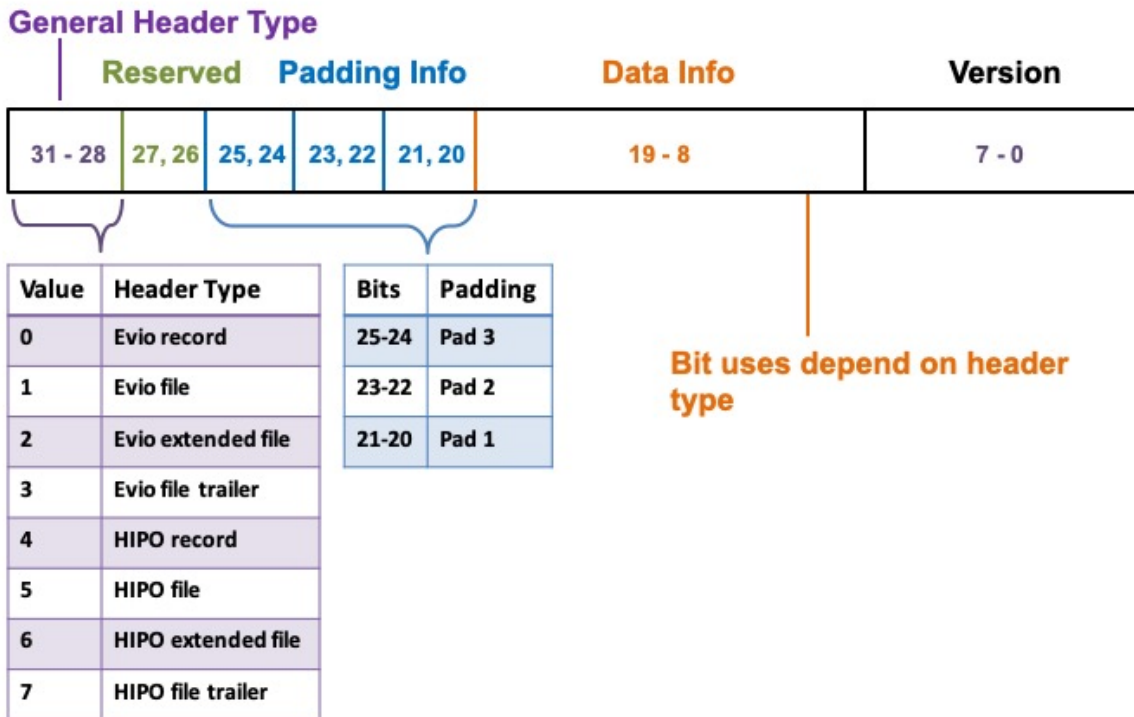 General Header Type
Reserved Padding Info Data Info Version
31 - 28 27, 26 25, 24 23, 22 21, 20 19 - 8 7 - 0
Value Header Type
0 Evio record
1 Evio file
2 Evio extended file
3 Evio file trailer
4 HIPO record
5 HIPO file
6 HIPO extended file
7 HIPO file trailer
Bits Padding
25-24 Pad 3
23-22 Pad 2
21-20 Pad 1
Bit uses depend on header
type